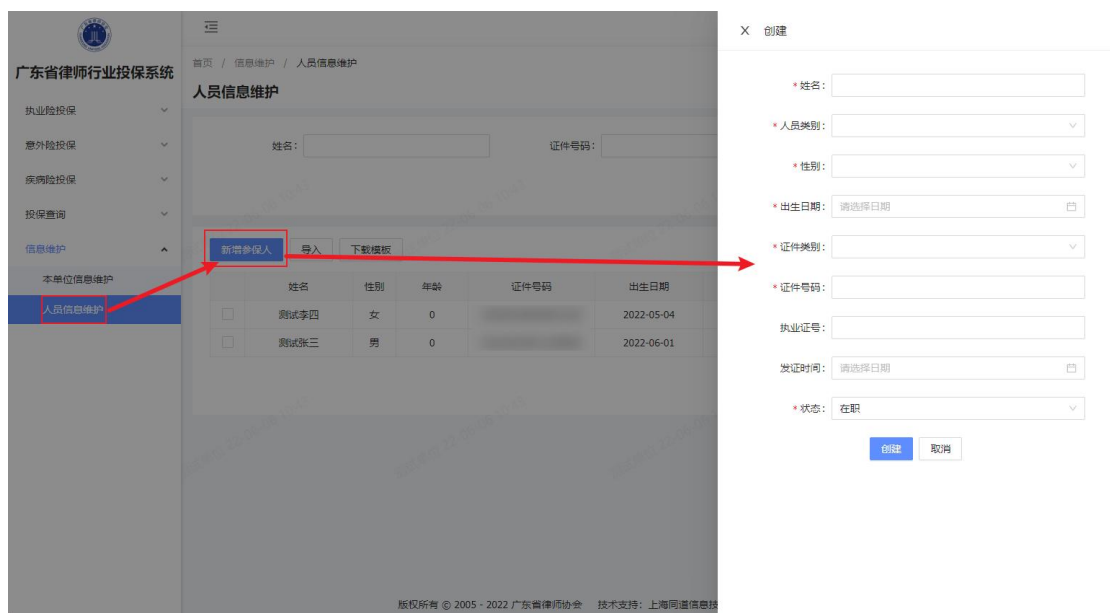 广东省律师行业投保系统
执业险投保
意外险投保
疾病险投保
投保查询
信息维护
本单位信息维护
人员信息维护
首页 / 信息维护 / 人员信息维护
人员信息维护
姓名：
证件号码：
新增参保人 导入 下载模板
姓名 性别 年龄 证件号码 出生日期
测试李四 女 0 2022-05-04
测试张三 男 0 2022-06-01
版权所有 © 2005 - 2022 广东省律师协会 技术支持：上海同道信息技
X 创建
* 姓名：
* 人员类别：
* 性别：
* 出生日期： 请选择日期
* 证件类别：
* 证件号码：
执业证号：
发证时间： 请选择日期
* 状态： 在职
创建 取消